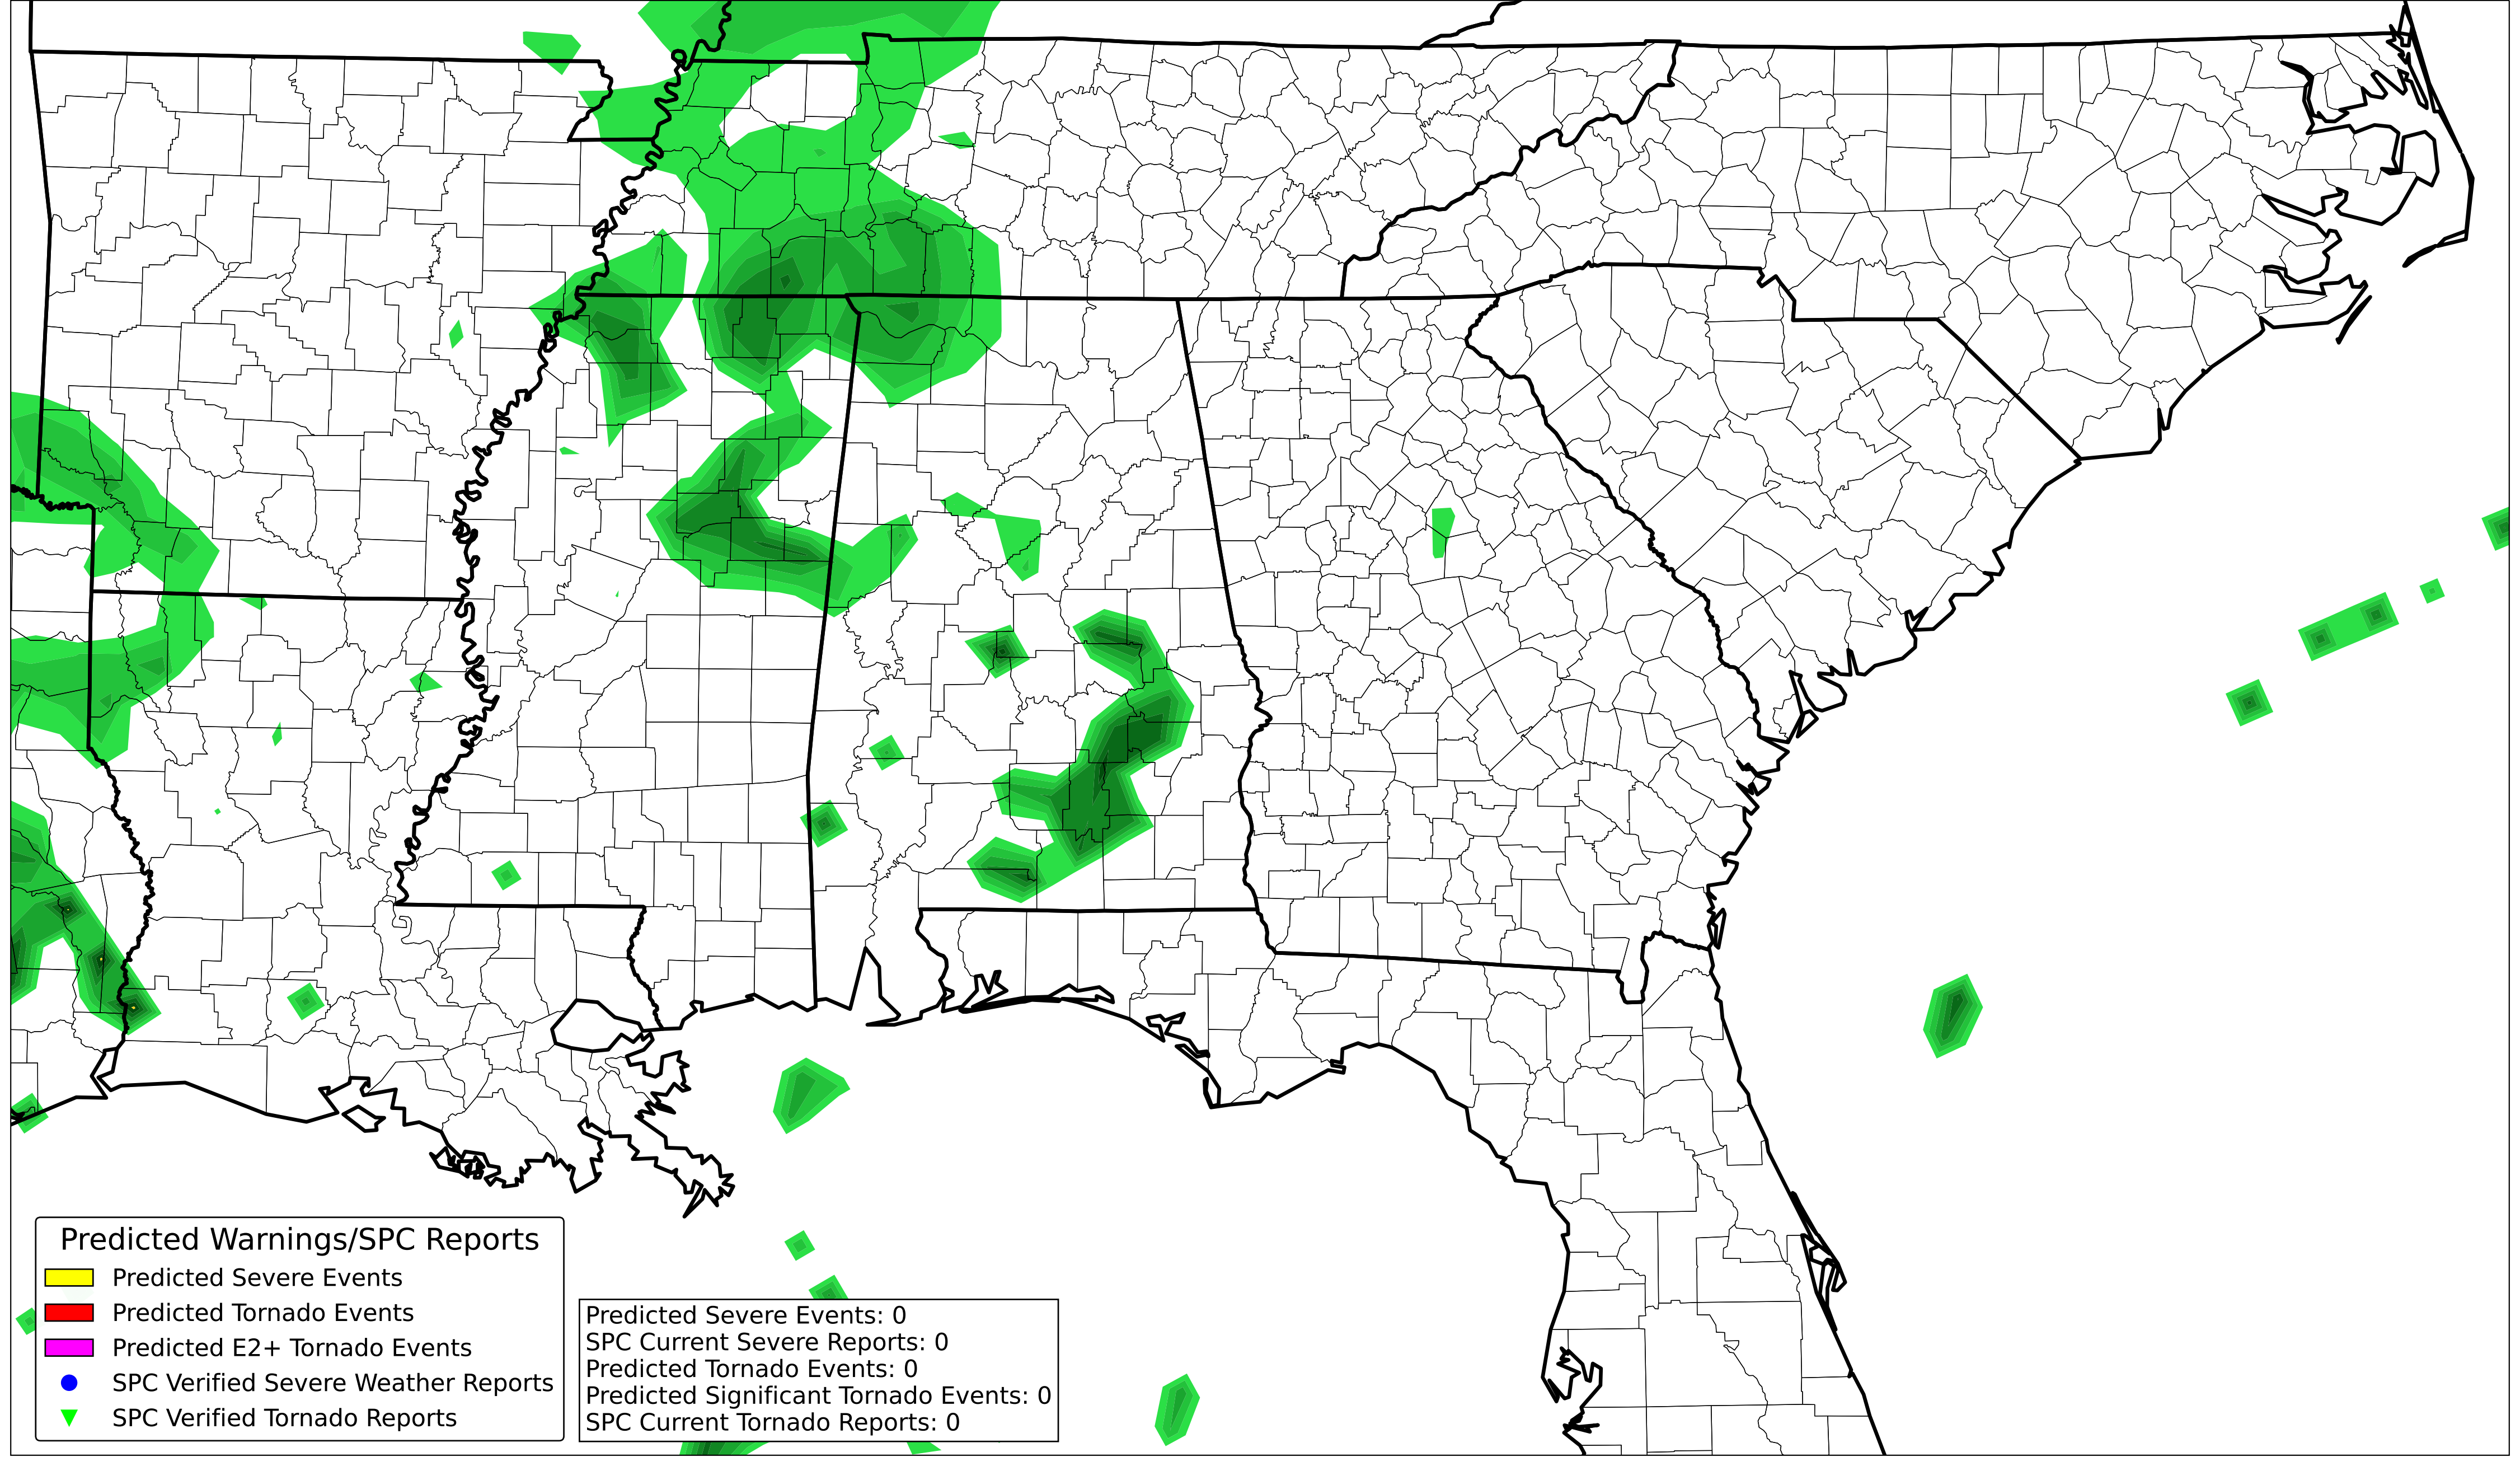 Predicted Warnings/SPC Reports
Predicted Severe Events
Predicted Tornado Events
Predicted E2+ Tornado Events
SPC Verified Severe Weather Reports
SPC Verified Tornado Reports
Predicted Severe Events: 0
SPC Current Severe Reports: 0
Predicted Tornado Events: 0
Predicted Significant Tornado Events: 0
SPC Current Tornado Reports: 0